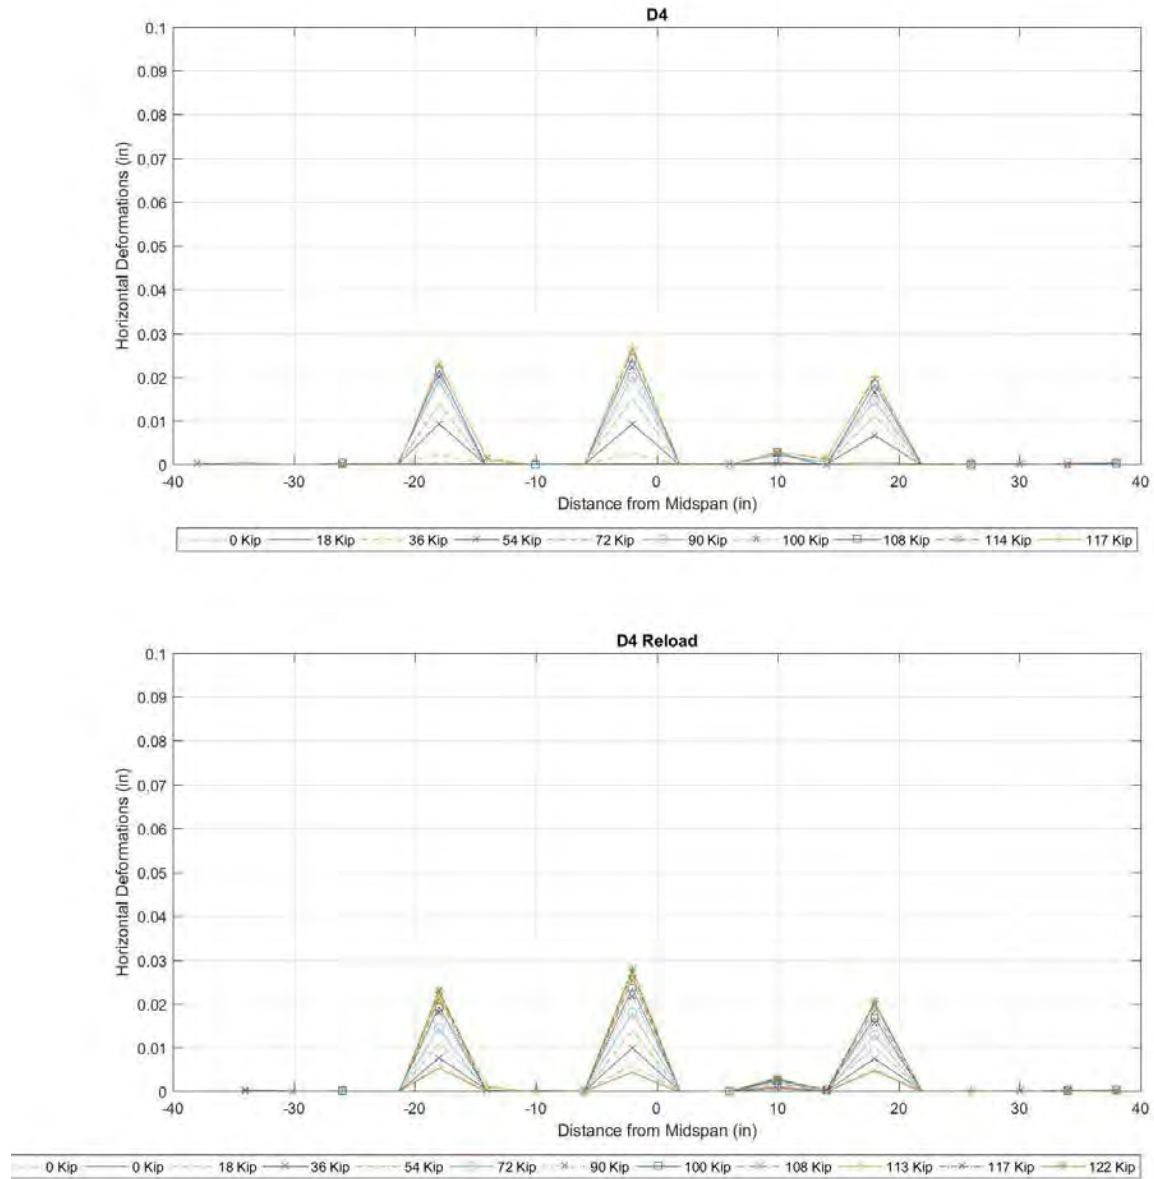 D4
0.1
0.09
0.08
0.07
0.06
0.05
0.04
0.03
0.02
0.01
0
Horizontal Deformations (in)
-40 -30 -20 -10 0 10 20 30 40
Distance from Midspan (in)
0 Kip 18 Kip 36 Kip 54 Kip 72 Kip 90 Kip 100 Kip 108 Kip 114 Kip 117 Kip
D4 Reload
0.1
0.09
0.08
0.07
0.06
0.05
0.04
0.03
0.02
0.01
0
Horizontal Deformations (in)
-40 -30 -20 -10 0 10 20 30 40
Distance from Midspan (in)
0 Kip 0 Kip 18 Kip 36 Kip 54 Kip 72 Kip 90 Kip 100 Kip 108 Kip 113 Kip 117 Kip 122 Kip